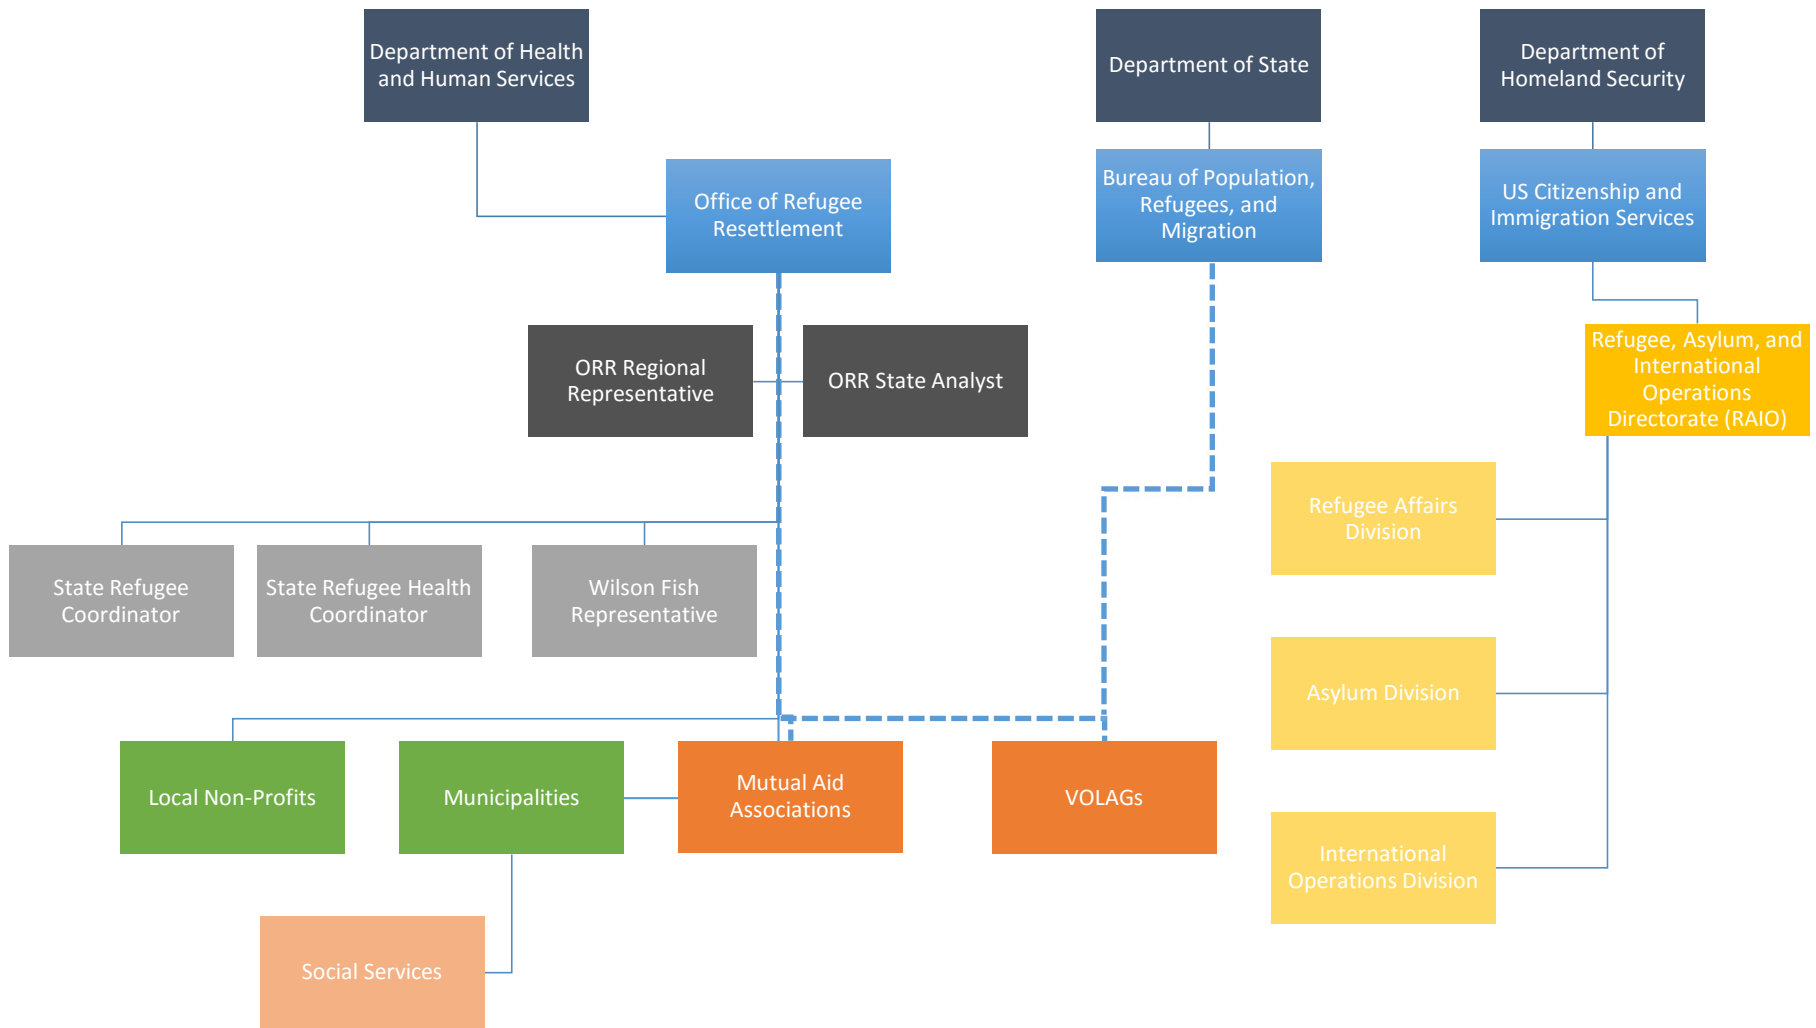 Department of Health
and Human Services
Department of State
Department of
Homeland Security
Office of Refugee
Resettlement
Bureau of Population,
Refugees, and
Migration
US Citizenship and
Immigration Services
ORR Regional
Representative
ORR State Analyst
Refugee, Asylum, and
International
Operations
Directorate (RAIO)
Refugee Affairs
Division
State Refugee
Coordinator
State Refugee Health
Coordinator
Wilson Fish
Representative
Asylum Division
Local Non-Profits
Municipalities
Mutual Aid
Associations
VOLAGs
International
Operations Division
Social Services